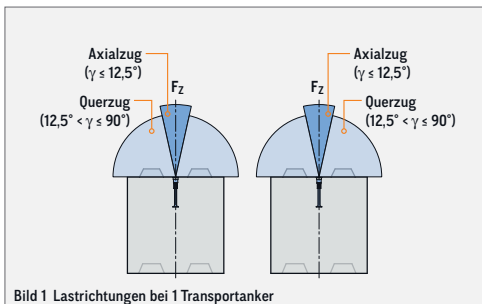 Axialzug
(γ ≤ 12,5°)
Fz
Querzug
(12,5° < γ ≤ 90°)
Axialzug
(γ ≤ 12,5°)
Fz
Querzug
(12,5° < γ ≤ 90°)
Bild 1 Lastrichtungen bei 1 Transportanker